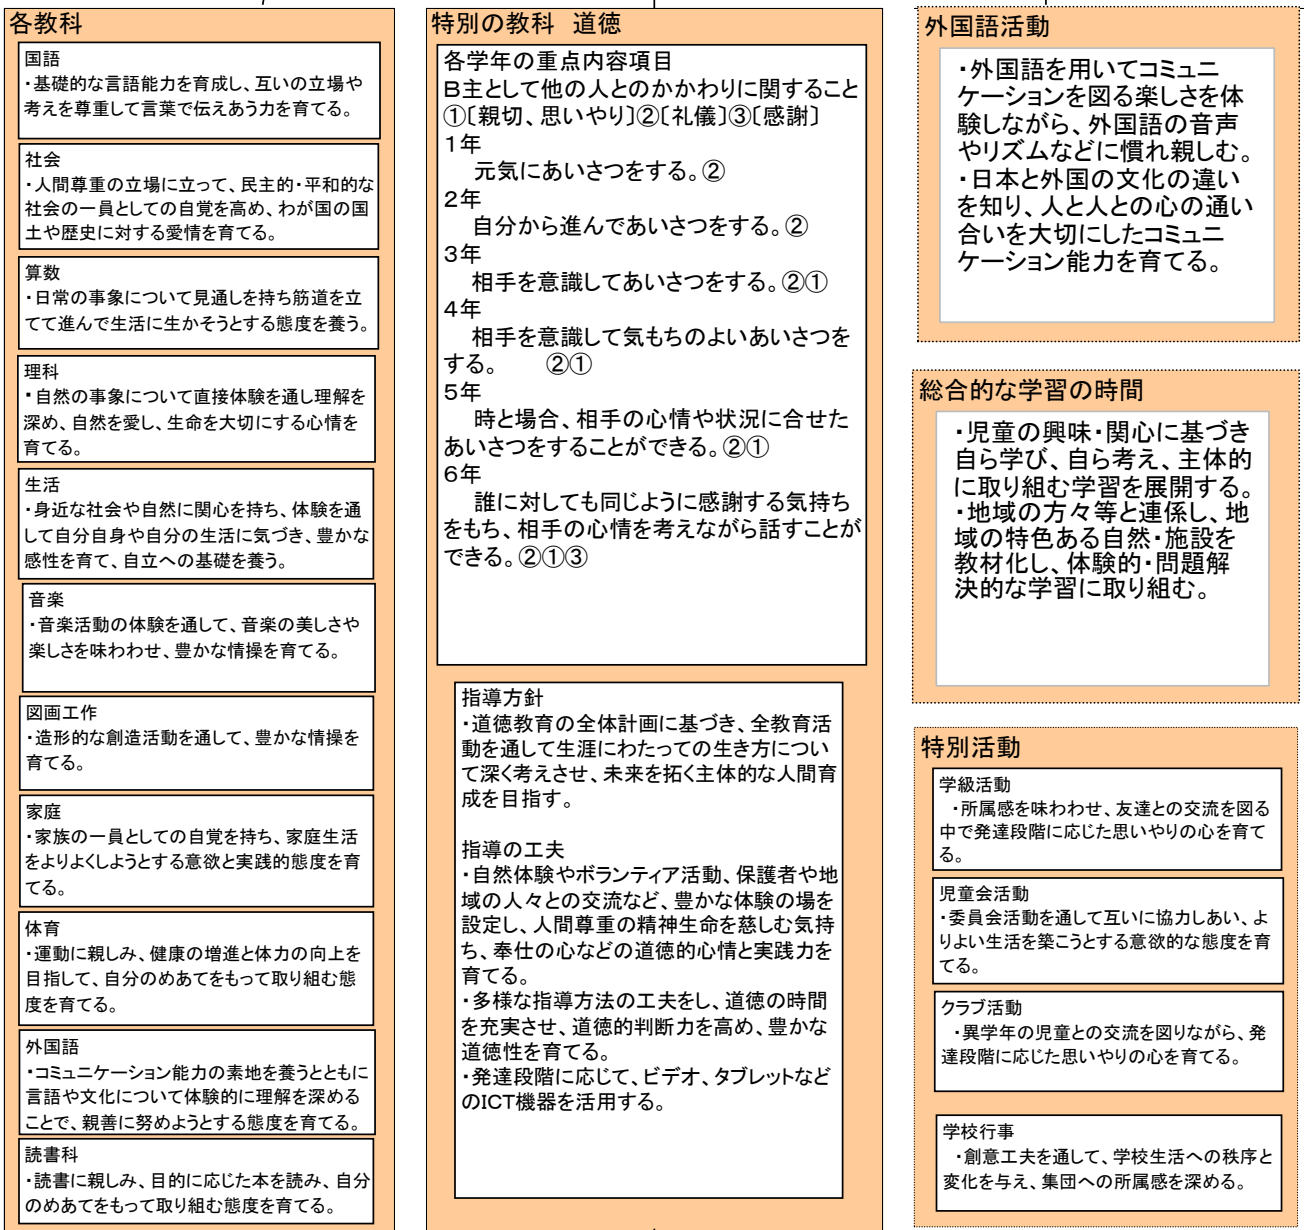 各教科
国語
・基礎的な言語能力を育成し、互いの立場や
考えを尊重して言葉で伝えあう力を育てる。
社会
・人間尊重の立場に立って、民主的・平和的な
社会の一員としての自覚を高め、わが国の国
土や歴史に対する愛情を育てる。
算数
・日常の事象について見通しを持ち筋道を立
てて進んで生活に生かそうとする態度を養う。
理科
・自然の事象について直接体験を通し理解を
深め、自然を愛し、生命を大切にする心情を
育てる。
生活
・身近な社会や自然に関心を持ち、体験を通
して自分自身や自分の生活に気づき、豊かな
感性を育て、自立への基礎を養う。
音楽
・音楽活動の体験を通して、音楽の美しさや
楽しさを味わわせ、豊かな情操を育てる。
図画工作
・造形的な創造活動を通して、豊かな情操を
育てる。
家庭
・家族の一員としての自覚を持ち、家庭生活
をよりよくしようとする意欲と実践的態度を育
てる。
体育
・運動に親しみ、健康の増進と体力の向上を
目指して、自分のめあてをもって取り組む態
度を育てる。
外国語
・コミュニケーション能力の素地を養うとともに
言語や文化について体験的に理解を深める
ことで、親善に努めようとする態度を育てる。
読書科
・読書に親しみ、目的に応じた本を読み、自分
のめあてをもって取り組む態度を育てる。
特別の教科 道徳
各学年の重点内容項目
B主として他の人とのかかわりに関すること
①〔親切、思いやり〕②〔礼儀〕③〔感謝〕
1年
元気にあいさつをする。②
2年
自分から進んであいさつをする。②
3年
相手を意識してあいさつをする。②①
4年
相手を意識して気もちのよいあいさつを
する。 ②①
5年
時と場合、相手の心情や状況に合せた
あいさつをすることができる。②①
6年
誰に対しても同じように感謝する気持ち
をもち、相手の心情を考えながら話すことが
できる。②①③
指導方針
・道徳教育の全体計画に基づき、全教育活
動を通して生涯にわたっての生き方につい
て深く考えさせ、未来を拓く主体的な人間育
成を目指す。
指導の工夫
・自然体験やボランティア活動、保護者や地
域の人々との交流など、豊かな体験の場を
設定し、人間尊重の精神生命を慈しむ気持
ち、奉仕の心などの道徳的心情と実践力を
育てる。
・多様な指導方法の工夫をし、道徳の時間
を充実させ、道徳的判断力を高め、豊かな
道徳性を育てる。
・発達段階に応じて、ビデオ、タブレットなど
のICT機器を活用する。
外国語活動
・外国語を用いてコミュニ
ケーションを図る楽しさを体
験しながら、外国語の音声
やリズムなどに慣れ親しむ。
・日本と外国の文化の違い
を知り、人と人との心の通い
合いを大切にしたコミュニ
ケーション能力を育てる。
総合的な学習の時間
・児童の興味・関心に基づき
自ら学び、自ら考え、主体的
に取り組む学習を展開する。
・地域の方々等と連係し、地
域の特色ある自然・施設を
教材化し、体験的・問題解
決的な学習に取り組む。
特別活動
学級活動
・所属感を味わわせ、友達との交流を図る
中で発達段階に応じた思いやりの心を育て
る。
児童会活動
・委員会活動を通して互いに協力しあい、よ
りよい生活を築こうとする意欲的な態度を育
てる。
クラブ活動
・異学年の児童との交流を図りながら、発
達段階に応じた思いやりの心を育てる。
学校行事
・創意工夫を通して、学校生活への秩序と
変化を与え、集団への所属感を深める。